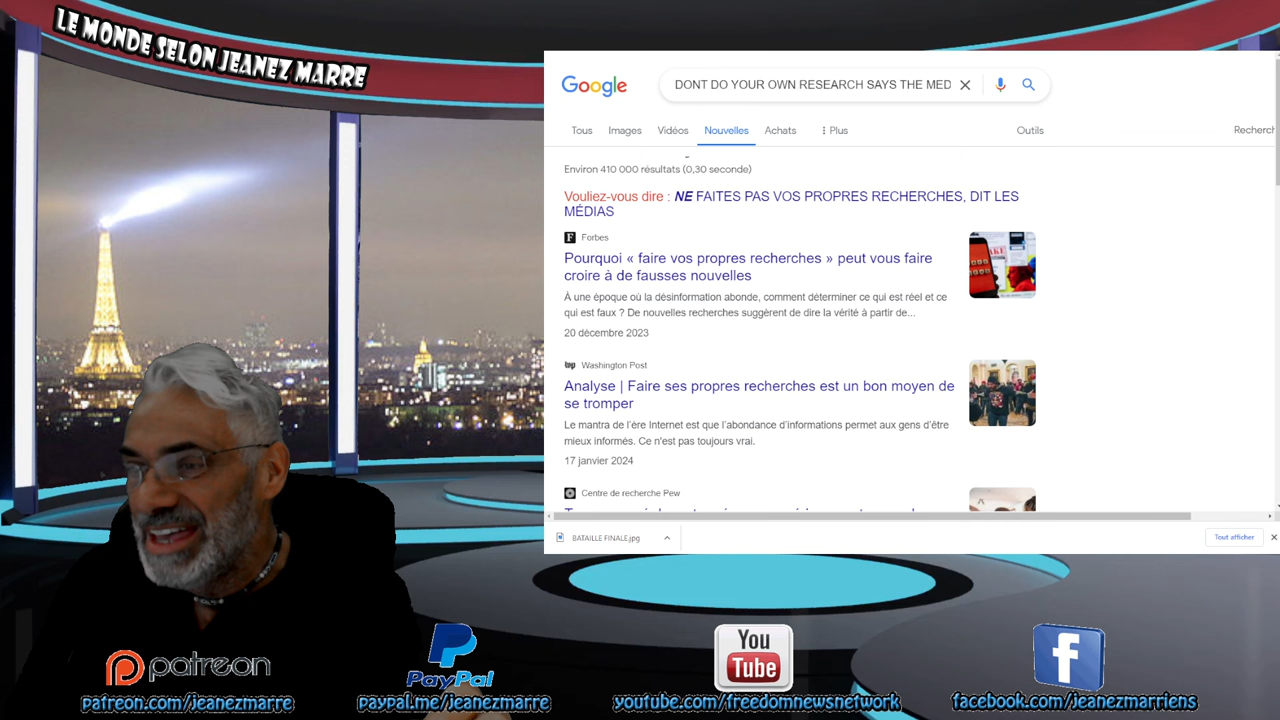 LE MONDE SELON JEANEZ MARRE
Google
DONT DO YOUR OWN RESEARCH SAYS THE MED
Tous Images Vidéos Nouvelles Achats Plus Outils Recherch
Environ 410 000 résultats (0,30 seconde)
Vouliez-vous dire : NE FAITES PAS VOS PROPRES RECHERCHES, DIT LES
MÉDIAS
Forbes
Pourquoi « faire vos propres recherches » peut vous faire
croire à de fausses nouvelles
À une époque où la désinformation abonde, comment déterminer ce qui est réel et ce
qui est faux ? De nouvelles recherches suggèrent de dire la vérité à partir de...
20 décembre 2023
wp Washington Post
Analyse | Faire ses propres recherches est un bon moyen de
se tromper
Le mantra de l'ère Internet est que l'abondance d'informations permet aux gens d'être
mieux informés. Ce n'est pas toujours vrai.
17 janvier 2024
Centre de recherche Pew
BATAILLE FINALE.jpg
Tout afficher
patreon
PayPal
You
Tube
f
patreon.com/jeanezmarre
paypal.me/jeanezmarre
youtube.com/freedomnewsnetwork
facebook.com/jeanezmarriens